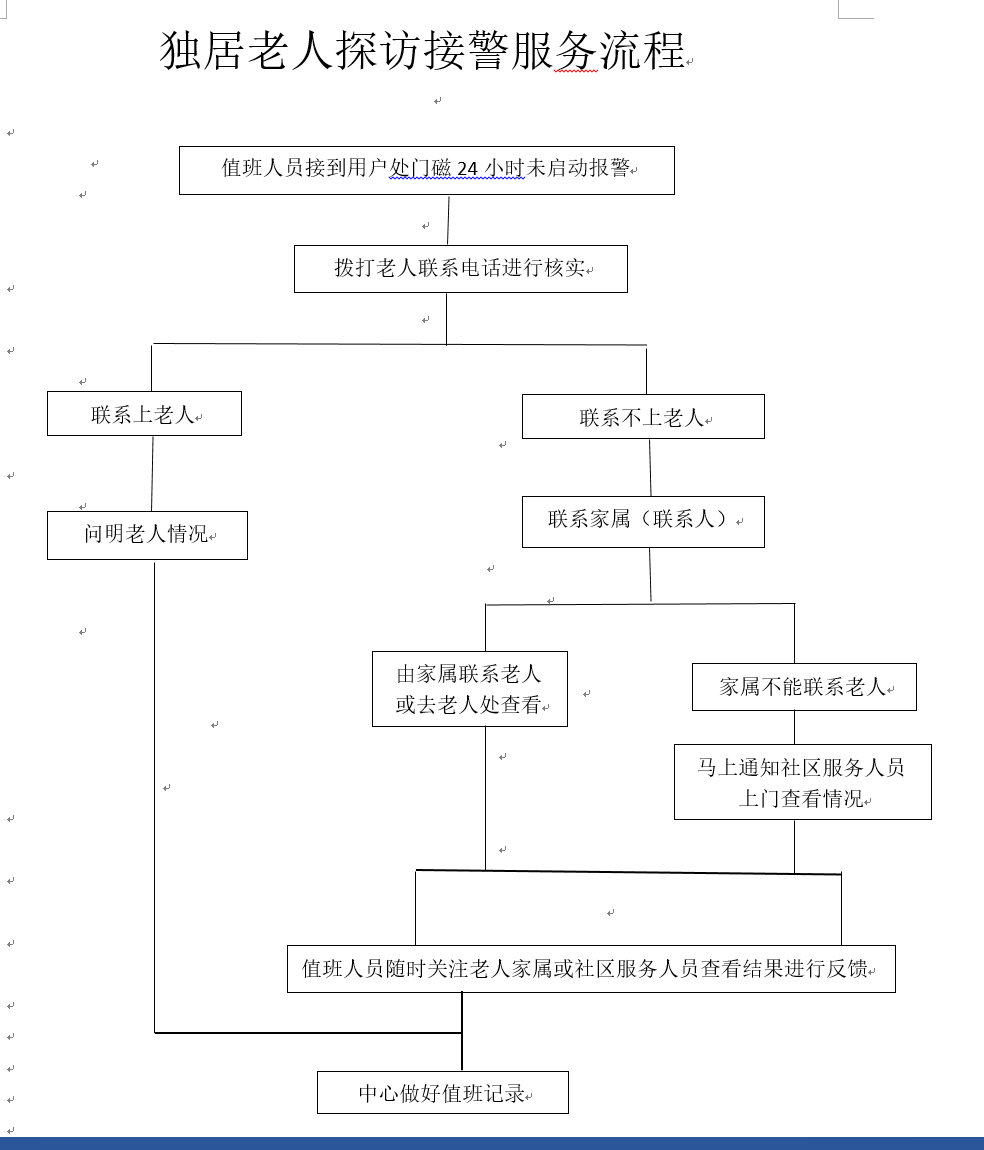 独居老人探访接警服务流程
值班人员接到用户处门磁 24 小时未启动报警
拨打老人联系电话进行核实
联系上老人
联系不上老人
问明老人情况
联系家属（联系人）
由家属联系老人
或去老人处查看
家属不能联系老人
马上通知社区服务人员
上门查看情况
值班人员随时关注老人家属或社区服务人员查看结果进行反馈
中心做好值班记录